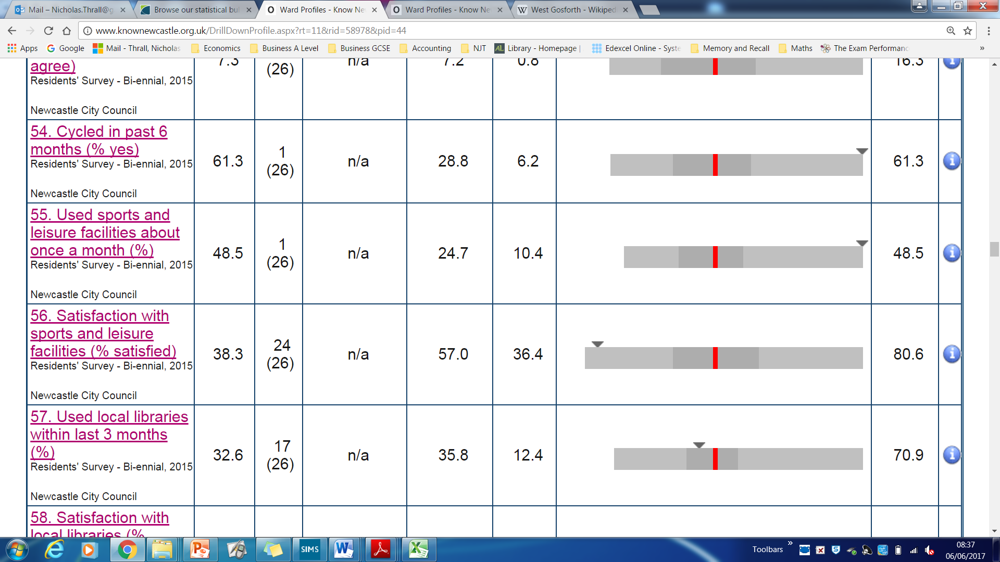 Mail – Nicholas.Thrall@g
Browse our statistical bul
Ward Profiles - Know Ne
Ward Profiles - Know Ne
West Gosforth - Wikiped
www.knownewcastle.org.uk/DrillDownProfile.aspx?rt=11&rid=58978&pid=44
Apps Google Mail - Thrall, Nicholas Economics Business A Level Business GCSE Accounting NJT Library - Homepage | Edexcel Online - Syste Memory and Recall Maths The Exam Performanc »
agree) 7.3 (26) n/a 7.2 0.8 16.3
Residents' Survey - Bi-ennial, 2015
Newcastle City Council
54. Cycled in past 6
months (% yes)
Residents' Survey - Bi-ennial, 2015
Newcastle City Council
61.3 1 (26) n/a 28.8 6.2 61.3
55. Used sports and
leisure facilities about
once a month (%)
Residents' Survey - Bi-ennial, 2015
Newcastle City Council
48.5 1 (26) n/a 24.7 10.4 48.5
56. Satisfaction with
sports and leisure
facilities (% satisfied)
Residents' Survey - Bi-ennial, 2015
Newcastle City Council
38.3 24 (26) n/a 57.0 36.4 80.6
57. Used local libraries
within last 3 months
(%)
Residents' Survey - Bi-ennial, 2015
Newcastle City Council
32.6 17 (26) n/a 35.8 12.4 70.9
58. Satisfaction with
local libraries (%
SIMS
Toolbars »
08:37
06/06/2017